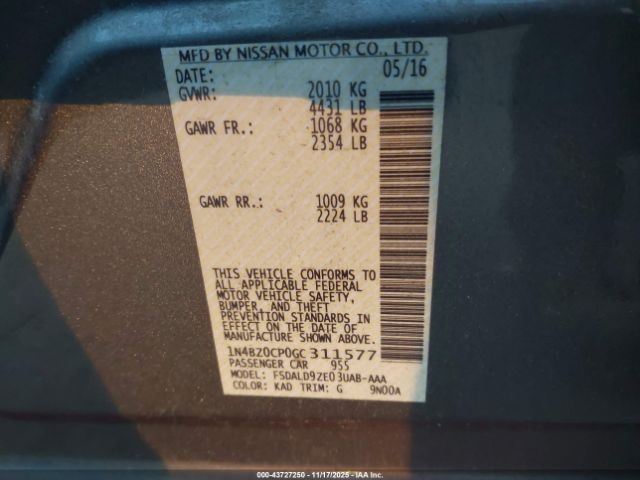 MFD BY NISSAN MOTOR CO., LTD.
DATE: 05/16
GVWR: 2010 KG
4431 LB
GAWR FR.: 1068 KG
2354 LB
GAWR RR.: 1009 KG
2224 LB
THIS VEHICLE CONFORMS TO
ALL APPLICABLE FEDERAL
MOTOR VEHICLE SAFETY,
BUMPER, AND THEFT
PREVENTION STANDARDS IN
EFFECT ON THE DATE OF
MANUFACTURE SHOWN ABOVE.
1N4BZ0CP0GC311577
PASSENGER CAR 955
MODEL: FSDALD9ZE03UAB-AAA
COLOR: KAD TRIM: G 9N00A
000-43727250 - 11/17/2025 - IAA Inc.